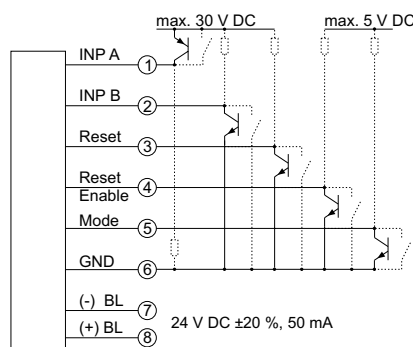 max. 30 V DC
max. 5 V DC
INP A
1
INP B
2
Reset
3
Reset
Enable
4
Mode
5
GND
6
(-) BL
7
24 V DC ±20 %, 50 mA
(+) BL
8